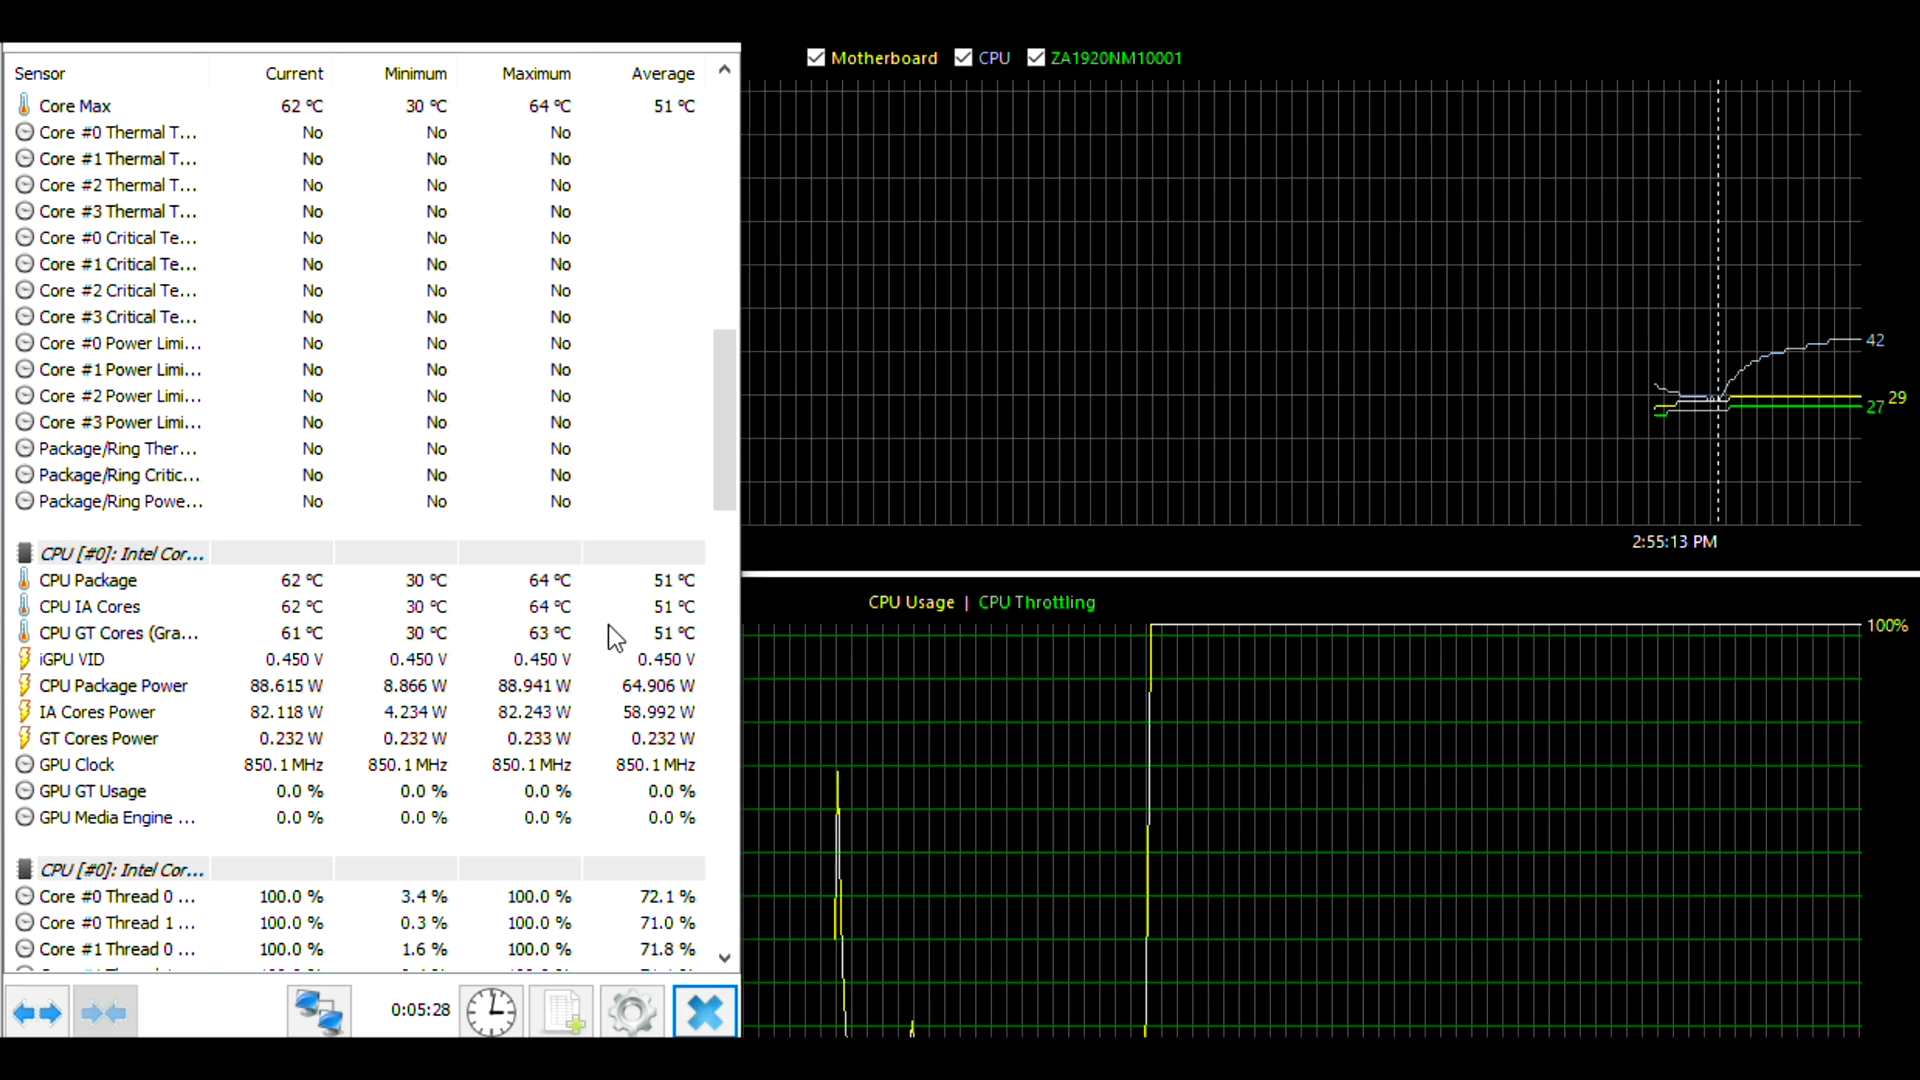 Sensor Current Minimum Maximum Average
Core Max 62 °C 30 °C 64 °C 51 °C
Core #0 Thermal T... No No No
Core #1 Thermal T... No No No
Core #2 Thermal T... No No No
Core #3 Thermal T... No No No
Core #0 Critical Te... No No No
Core #1 Critical Te... No No No
Core #2 Critical Te... No No No
Core #3 Critical Te... No No No
Core #0 Power Limi... No No No
Core #1 Power Limi... No No No
Core #2 Power Limi... No No No
Core #3 Power Limi... No No No
Package/Ring Ther... No No No
Package/Ring Critic... No No No
Package/Ring Powe... No No No
CPU [#0]: Intel Cor...
CPU Package 62 °C 30 °C 64 °C 51 °C
CPU IA Cores 62 °C 30 °C 64 °C 51 °C
CPU GT Cores (Gra... 61 °C 30 °C 63 °C 51 °C
iGPU VID 0.450 V 0.450 V 0.450 V 0.450 V
CPU Package Power 88.615 W 8.866 W 88.941 W 64.906 W
IA Cores Power 82.118 W 4.234 W 82.243 W 58.992 W
GT Cores Power 0.232 W 0.232 W 0.233 W 0.232 W
GPU Clock 850.1 MHz 850.1 MHz 850.1 MHz 850.1 MHz
GPU GT Usage 0.0 % 0.0 % 0.0 % 0.0 %
GPU Media Engine ... 0.0 % 0.0 % 0.0 % 0.0 %
CPU [#0]: Intel Cor...
Core #0 Thread 0 ... 100.0 % 3.4 % 100.0 % 72.1 %
Core #0 Thread 1 ... 100.0 % 0.3 % 100.0 % 71.0 %
Core #1 Thread 0 ... 100.0 % 1.6 % 100.0 % 71.8 %
0:05:28
Motherboard CPU ZA1920NM10001
42
29
27
2:55:13 PM
CPU Usage | CPU Throttling
100%